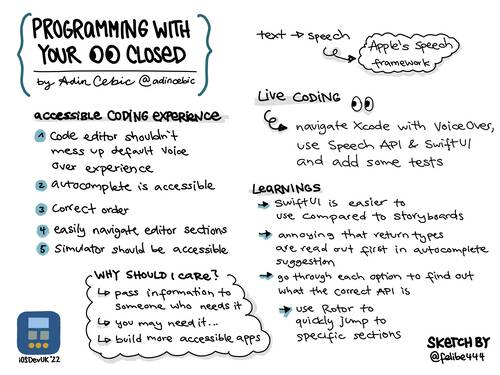 PROGRAMMING WITH
YOUR 👀 CLOSED
by Adin Cebic @adincebic
accessible CODING EXPERIENCE
1 Code editor shouldn't
mess up default Voice
Over experience
2 autocomplete is accessible
3 correct order
4 easily navigate editor sections
5 Simulator should be accessible
WHY SHOULD I CARE?
↳ pass information to
someone who needs it
↳ you may need it...
↳ build more accessible apps
iOSDevUK '22
text → speech
Apple's Speech
framework
LIVE CODING 👀
navigate Xcode with VoiceOver,
use Speech API & SwiftUI
and add some tests
LEARNINGS
→ SwiftUI is easier to
use compared to storyboards
→ annoying that return types
are read out first in autocomplete
suggestion
→ go through each option to find out
what the correct API is
→ use Rotor to
quickly jump to
specific sections
SKETCH BY
@falibe444